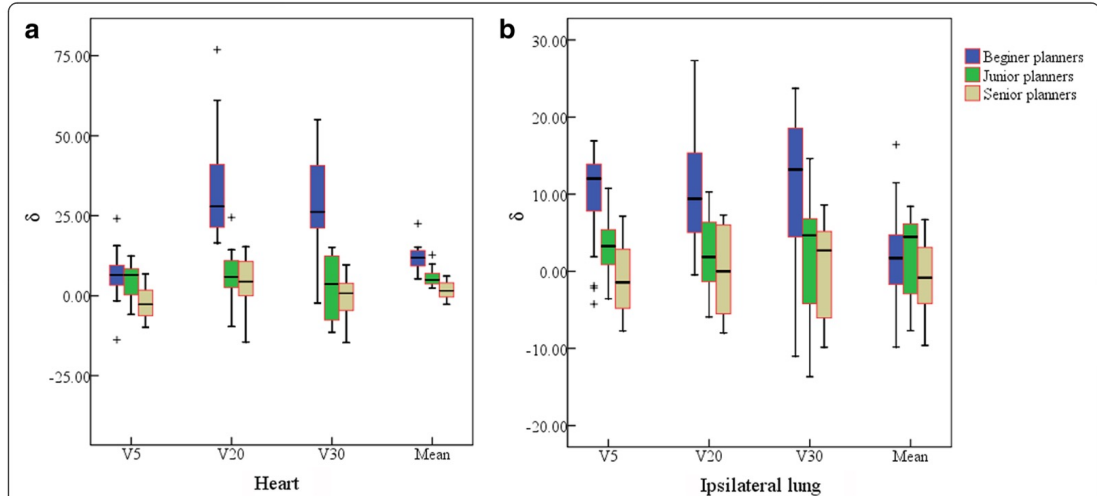 a
75.00
50.00
25.00
0.00
-25.00
δ
V5 V20 V30 Mean
Heart
b
30.00
20.00
10.00
0.00
-10.00
-20.00
δ
V5 V20 V30 Mean
Ipsilateral lung
Beginer planners
Junior planners
Senior planners